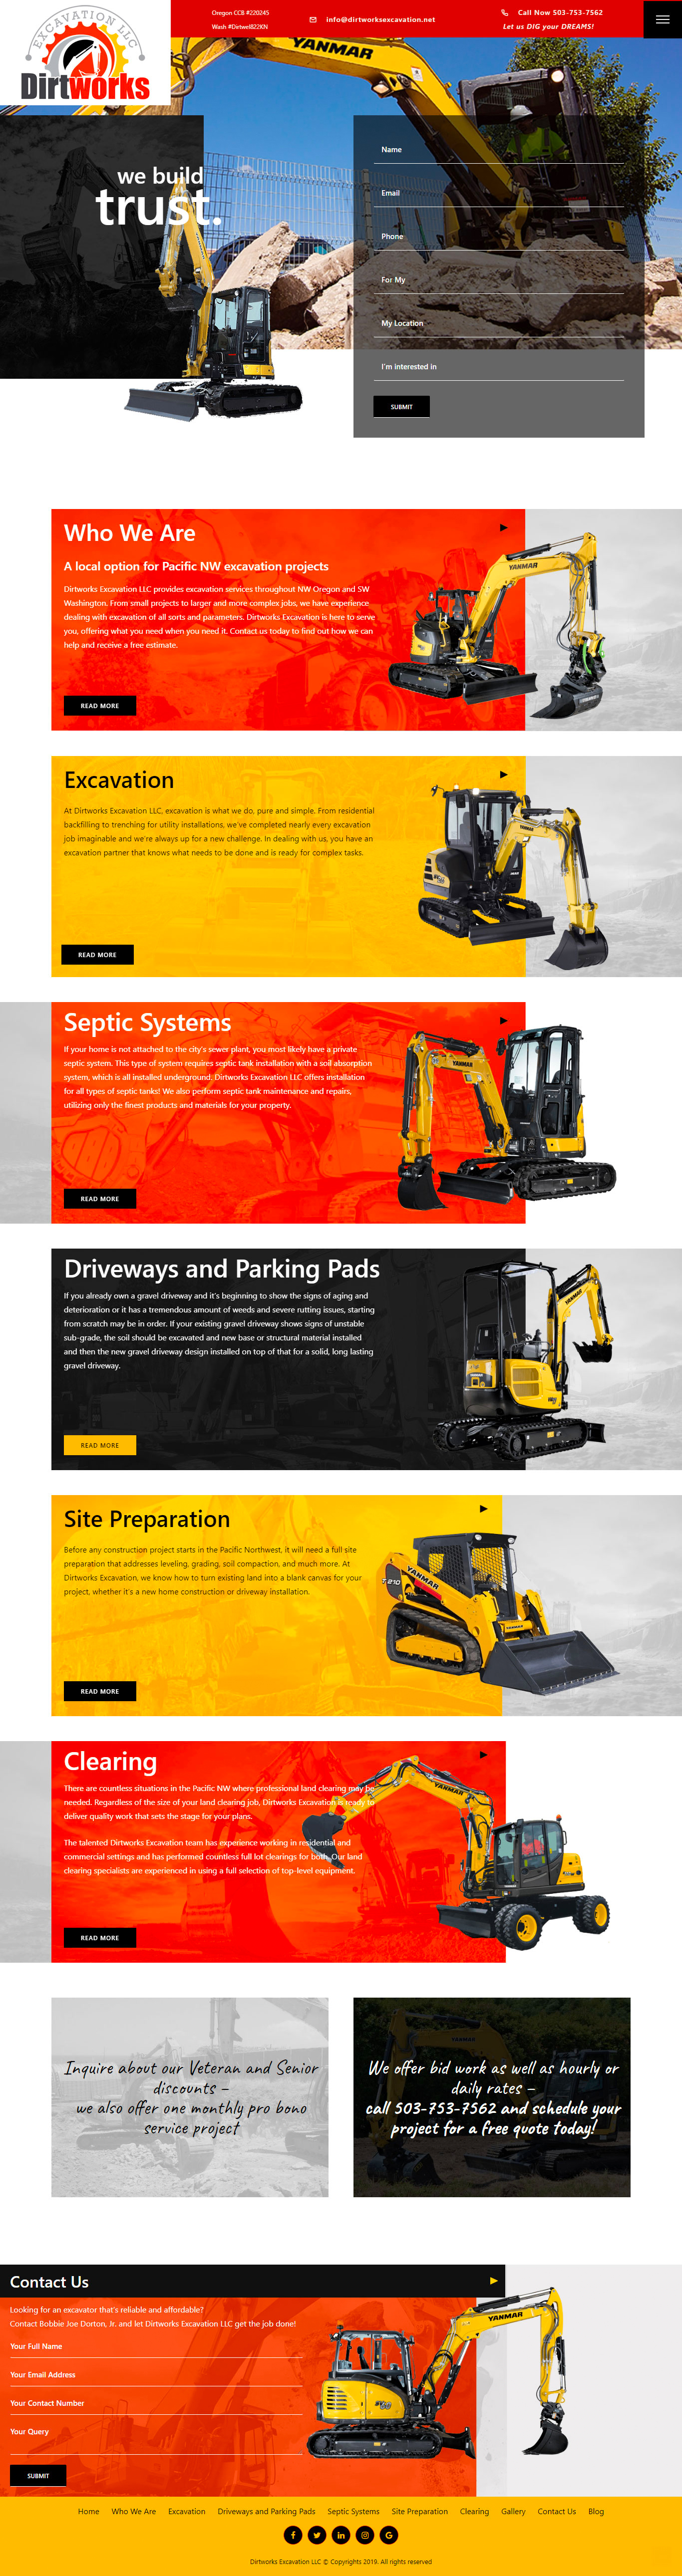 EXCAVATION LLC
Dirtworks
Oregon CCB #220245
Wash #Dirtwel822KN
info@dirtworksexcavation.net
Call Now 503-753-7562
Let us DIG your DREAMS!
YANMAR
we build
trust.
Name
Email
Phone
For My
My Location
I'm interested in
SUBMIT
Who We Are
A local option for Pacific NW excavation projects
Dirtworks Excavation LLC provides excavation services throughout NW Oregon and SW
Washington. From small projects to larger and more complex jobs, we have experience
dealing with excavation of all sorts and parameters. Dirtworks Excavation is here to serve
you, offering what you need when you need it. Contact us today to find out how we can
help and receive a free estimate.
READ MORE
YANMAR
Excavation
At Dirtworks Excavation LLC, excavation is what we do, pure and simple. From residential
backfilling to trenching for utility installations, we've completed nearly every excavation
job imaginable and we're always up for a new challenge. In dealing with us, you have an
excavation partner that knows what needs to be done and is ready for complex tasks.
READ MORE
YANMAR
Septic Systems
If your home is not attached to the city's sewer plant, you most likely have a private
septic system. This type of system requires septic tank installation with a soil absorption
system, which is all installed underground. Dirtworks Excavation LLC offers installation
for all types of septic tanks! We also perform septic tank maintenance and repairs,
utilizing only the finest products and materials for your property.
READ MORE
YANMAR
Driveways and Parking Pads
If you already own a gravel driveway and it's beginning to show the signs of aging and
deterioration or it has a tremendous amount of weeds and severe rutting issues, starting
from scratch may be in order. If your existing gravel driveway shows signs of unstable
sub-grade, the soil should be excavated and new base or structural material installed
and then the new gravel driveway design installed on top of that for a solid, long lasting
gravel driveway.
READ MORE
YANMAR
Site Preparation
Before any construction project starts in the Pacific Northwest, it will need a full site
preparation that addresses leveling, grading, soil compaction, and much more. At
Dirtworks Excavation, we know how to turn existing land into a blank canvas for your
project, whether it's a new home construction or driveway installation.
READ MORE
YANMAR
Clearing
There are countless situations in the Pacific NW where professional land clearing may be
needed. Regardless of the size of your land clearing job, Dirtworks Excavation is ready to
deliver quality work that sets the stage for your plans.
The talented Dirtworks Excavation team has experience working in residential and
commercial settings and has performed countless full lot clearings for both. Our land
clearing specialists are experienced in using a full selection of top-level equipment.
READ MORE
YANMAR
Inquire about our Veteran and Senior
discounts –
we also offer one monthly pro bono
service project
We offer bid work as well as hourly or
daily rates –
call 503-753-7562 and schedule your
project for a free quote today!
Contact Us
Looking for an excavator that's reliable and affordable?
Contact Bobbie Joe Dorton, Jr. and let Dirtworks Excavation LLC get the job done!
Your Full Name
Your Email Address
Your Contact Number
Your Query
SUBMIT
YANMAR
Home Who We Are Excavation Driveways and Parking Pads Septic Systems Site Preparation Clearing Gallery Contact Us Blog
Dirtworks Excavation LLC © Copyrights 2019. All rights reserved